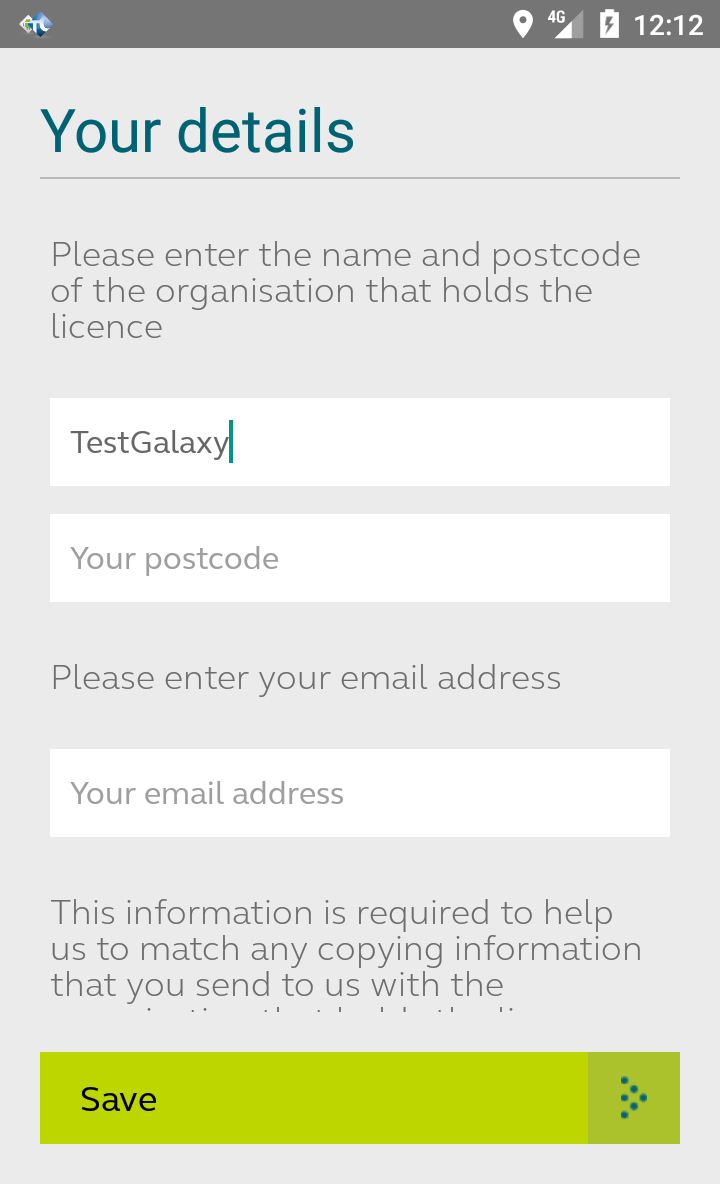 4G 12:12
Your details
Please enter the name and postcode
of the organisation that holds the
licence
TestGalaxy
Your postcode
Please enter your email address
Your email address
This information is required to help
us to match any copying information
that you send to us with the
Save